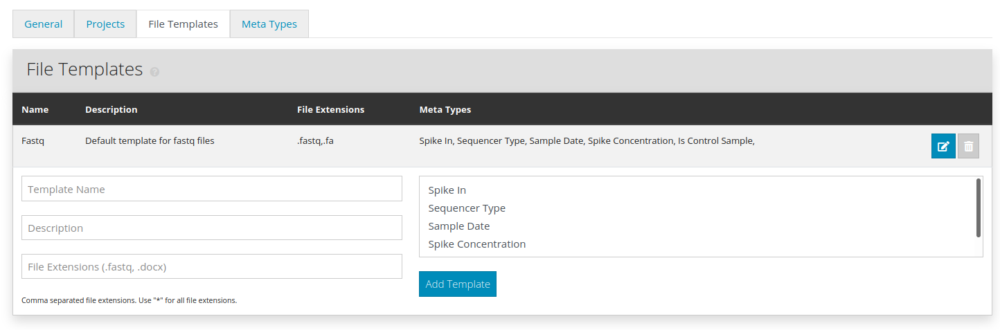 General Projects File Templates Meta Types
File Templates ?
Name Description File Extensions Meta Types
Fastq Default template for fastq files .fastq,.fa Spike In, Sequencer Type, Sample Date, Spike Concentration, Is Control Sample,
Template Name
Description
File Extensions (.fastq, .docx)
Comma separated file extensions. Use "*" for all file extensions.
Spike In
Sequencer Type
Sample Date
Spike Concentration
Add Template